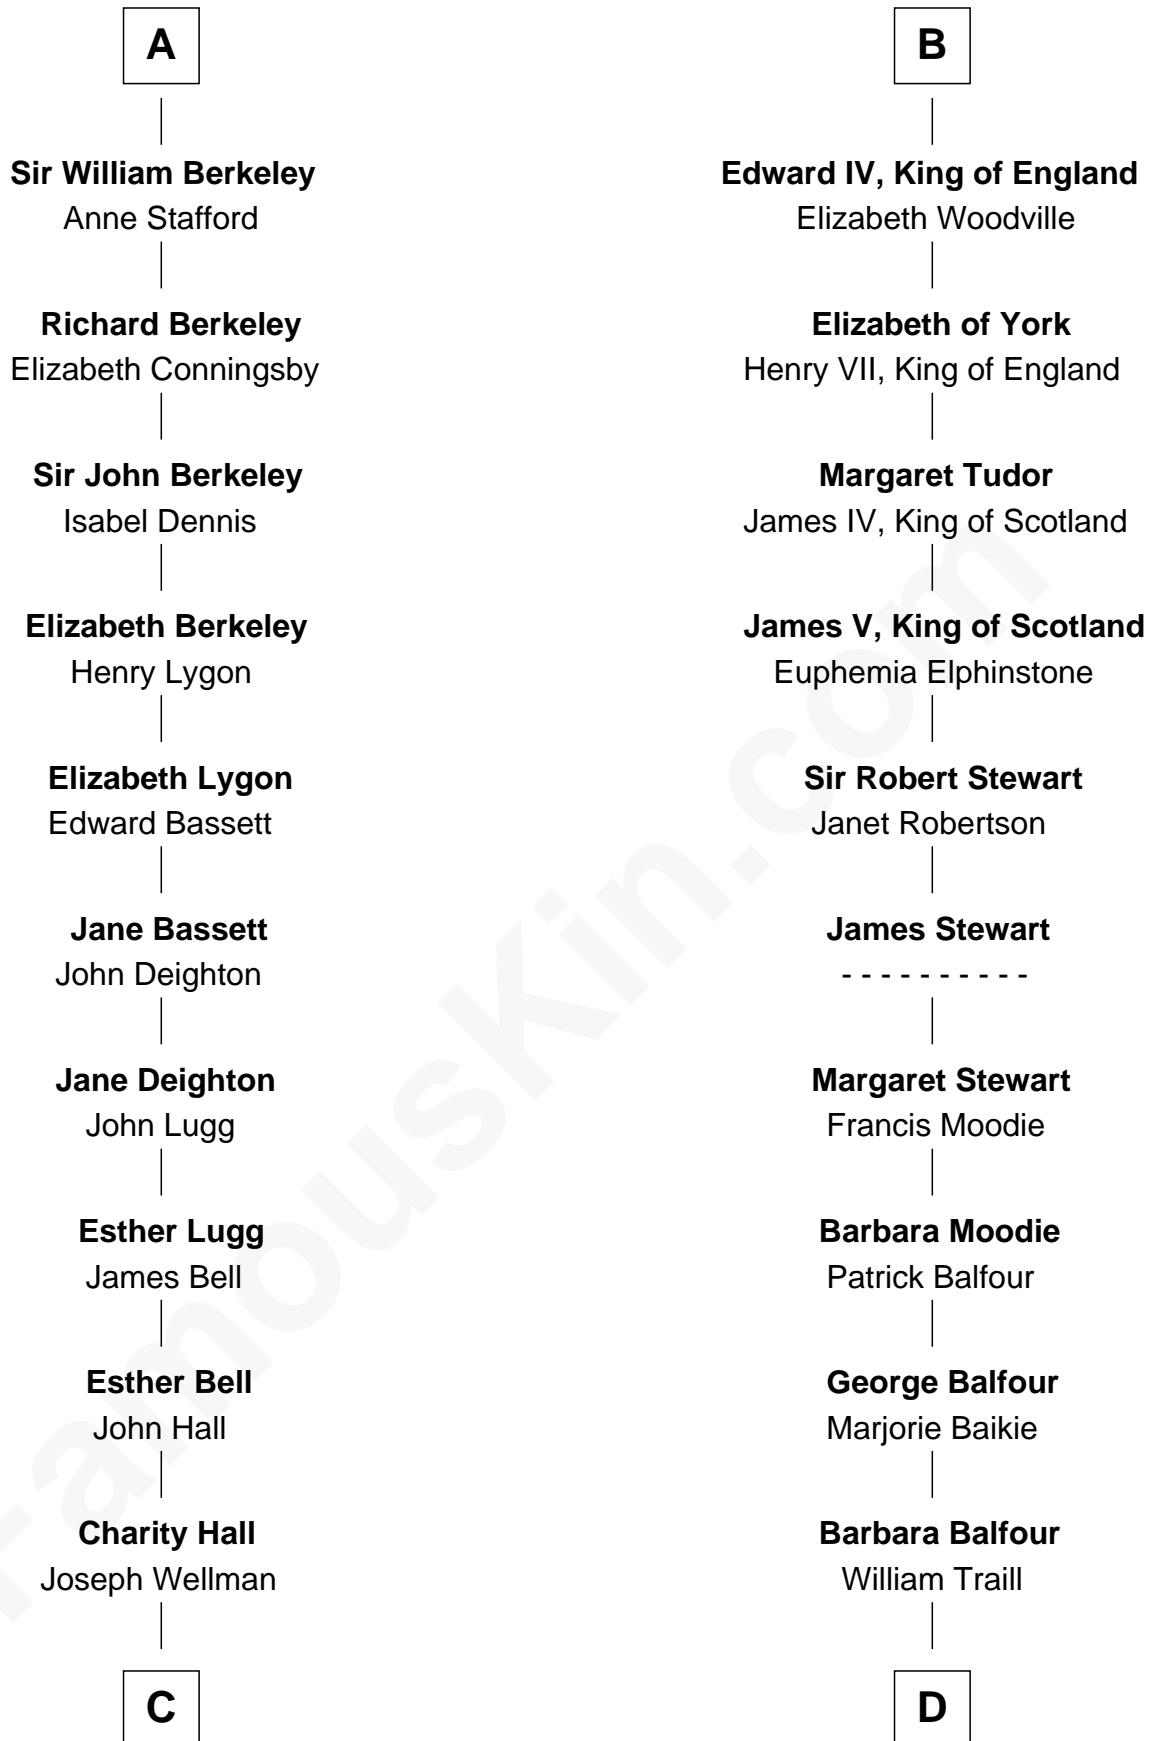 A
Sir William Berkeley
Anne Stafford
Richard Berkeley
Elizabeth Conningsby
Sir John Berkeley
Isabel Dennis
Elizabeth Berkeley
Henry Lygon
Elizabeth Lygon
Edward Bassett
Jane Bassett
John Deighton
Jane Deighton
John Lugg
Esther Lugg
James Bell
Esther Bell
John Hall
Charity Hall
Joseph Wellman
C
B
Edward IV, King of England
Elizabeth Woodville
Elizabeth of York
Henry VII, King of England
Margaret Tudor
James IV, King of Scotland
James V, King of Scotland
Euphemia Elphinstone
Sir Robert Stewart
Janet Robertson
James Stewart
- - - - - - - - - -
Margaret Stewart
Francis Moodie
Barbara Moodie
Patrick Balfour
George Balfour
Marjorie Baikie
Barbara Balfour
William Traill
D
FamousKin.com